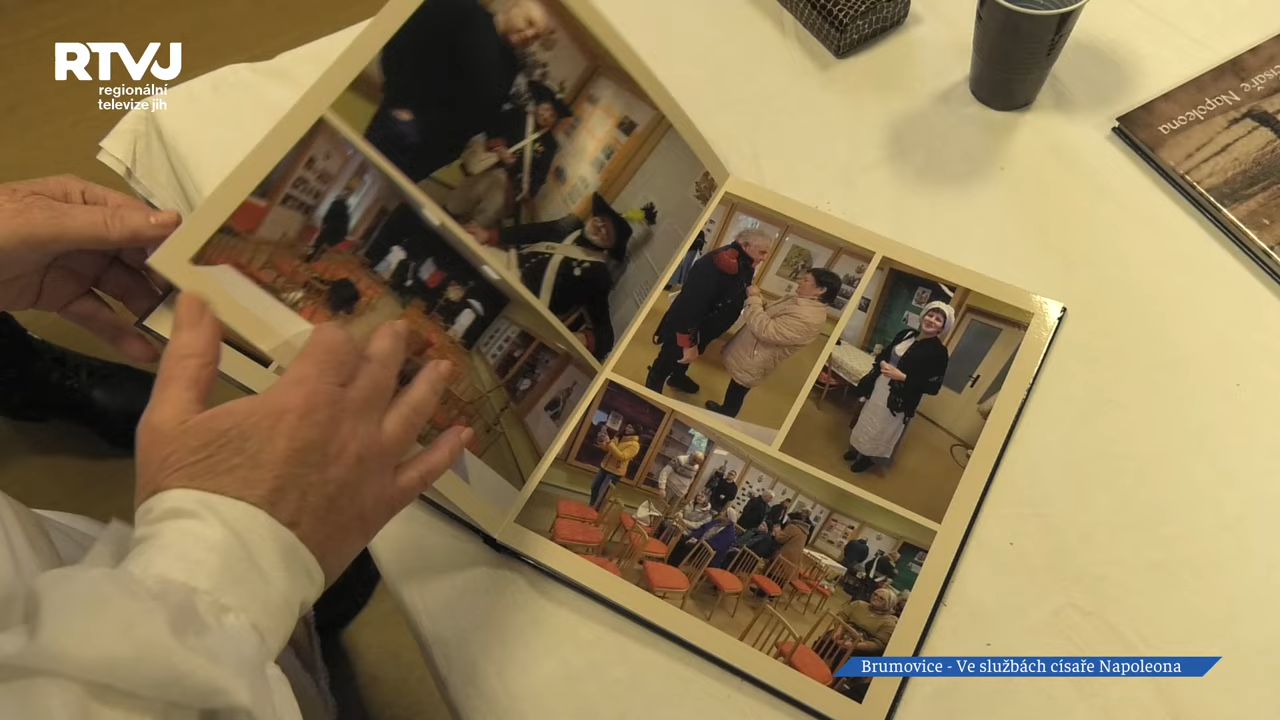 RTVJ
regionální
televize jih
císaře Napoleona
Brumovice - Ve službách císaře Napoleona